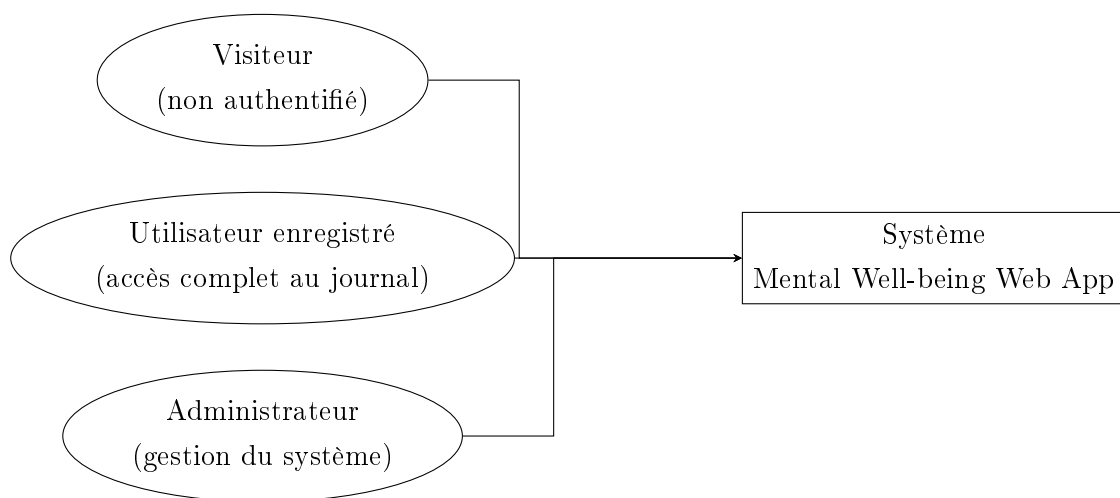 Visiteur
(non authentifié)
Utilisateur enregistré
(accès complet au journal)
Système
Mental Well-being Web App
Administrateur
(gestion du système)